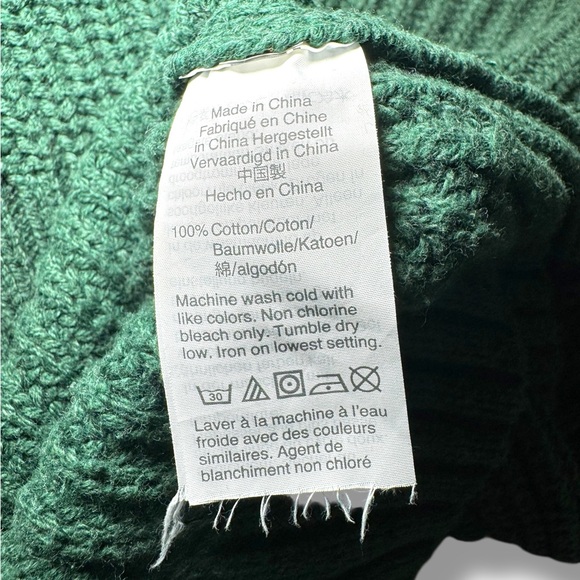 Made in China
Fabriqué en Chine
in China Hergestellt
Vervaardigd in China
中国製
Hecho en China
100% Cotton/Coton/
Baumwolle/Katoen/
綿/algodón
Machine wash cold with
like colors. Non chlorine
bleach only. Tumble dry
low. Iron on lowest setting.
30
Laver à la machine à l'eau
froide avec des couleurs
similaires. Agent de
blanchiment non chloré